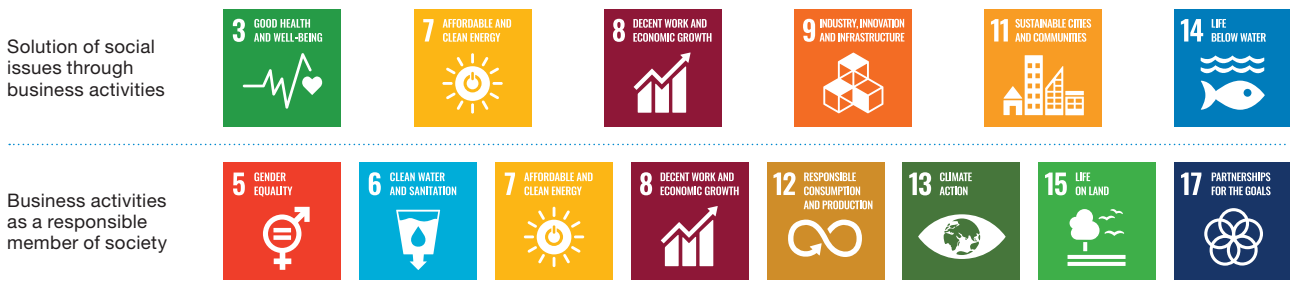 Solution of social
issues through
business activities
3 GOOD HEALTH
AND WELL-BEING
7 AFFORDABLE AND
CLEAN ENERGY
8 DECENT WORK AND
ECONOMIC GROWTH
9 INDUSTRY, INNOVATION
AND INFRASTRUCTURE
11 SUSTAINABLE CITIES
AND COMMUNITIES
14 LIFE
BELOW WATER
Business activities
as a responsible
member of society
5 GENDER
EQUALITY
6 CLEAN WATER
AND SANITATION
7 AFFORDABLE AND
CLEAN ENERGY
8 DECENT WORK AND
ECONOMIC GROWTH
12 RESPONSIBLE
CONSUMPTION
AND PRODUCTION
13 CLIMATE
ACTION
15 LIFE
ON LAND
17 PARTNERSHIPS
FOR THE GOALS